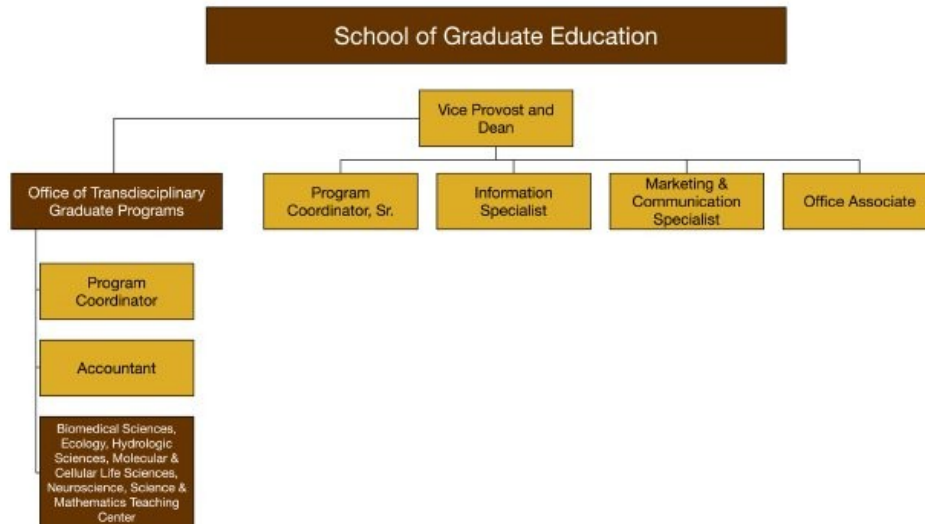 School of Graduate Education
Vice Provost and
Dean
Office of Transdisciplinary
Graduate Programs
Program
Coordinator, Sr.
Information
Specialist
Marketing &
Communication
Specialist
Office Associate
Program
Coordinator
Accountant
Biomedical Sciences,
Ecology, Hydrologic
Sciences, Molecular &
Cellular Life Sciences,
Neuroscience, Science &
Mathematics Teaching
Center